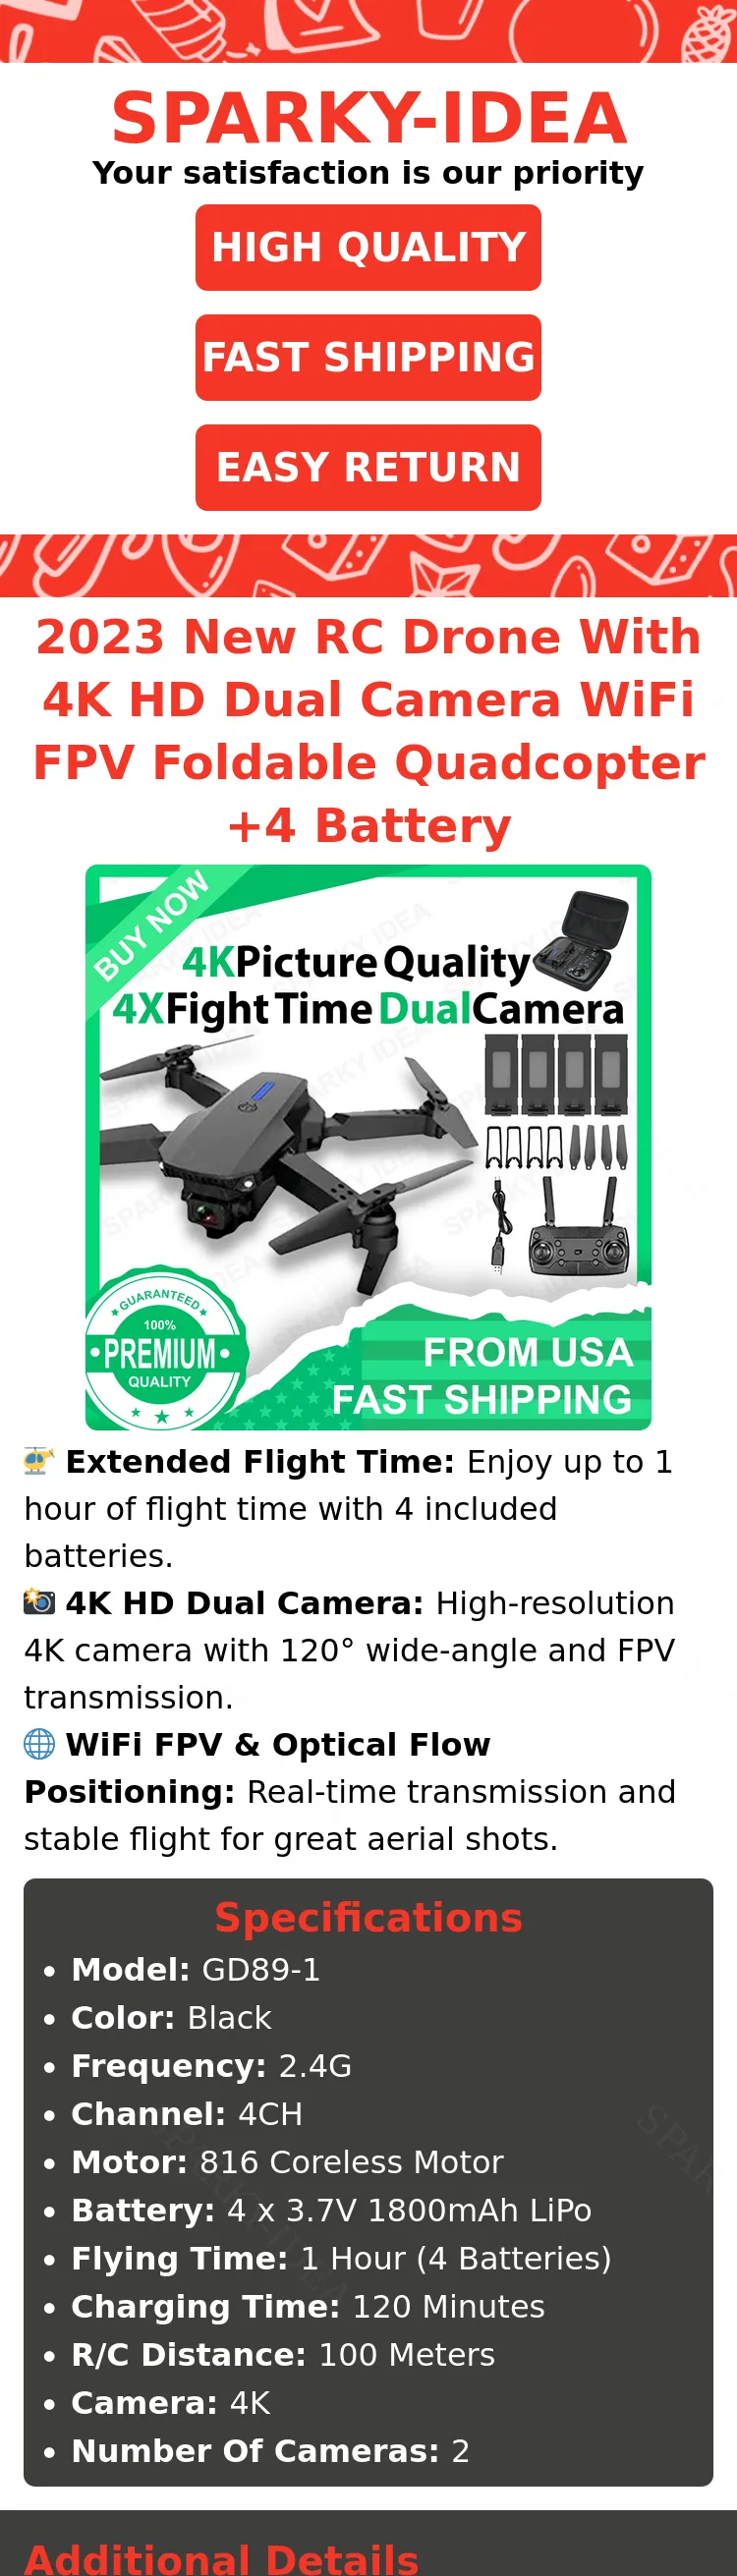 SPARKY-IDEA
Your satisfaction is our priority
HIGH QUALITY
FAST SHIPPING
EASY RETURN
2023 New RC Drone With
4K HD Dual Camera WiFi
FPV Foldable Quadcopter
+4 Battery
BUY NOW
4KPicture Quality
4XFight Time DualCamera
GUARANTEED
100%
PREMIUM
QUALITY
FROM USA
FAST SHIPPING
Extended Flight Time: Enjoy up to 1
hour of flight time with 4 included
batteries.
4K HD Dual Camera: High-resolution
4K camera with 120° wide-angle and FPV
transmission.
WiFi FPV & Optical Flow
Positioning: Real-time transmission and
stable flight for great aerial shots.
Specifications
• Model: GD89-1
• Color: Black
• Frequency: 2.4G
• Channel: 4CH
• Motor: 816 Coreless Motor
• Battery: 4 x 3.7V 1800mAh LiPo
• Flying Time: 1 Hour (4 Batteries)
• Charging Time: 120 Minutes
• R/C Distance: 100 Meters
• Camera: 4K
• Number Of Cameras: 2
Additional Details